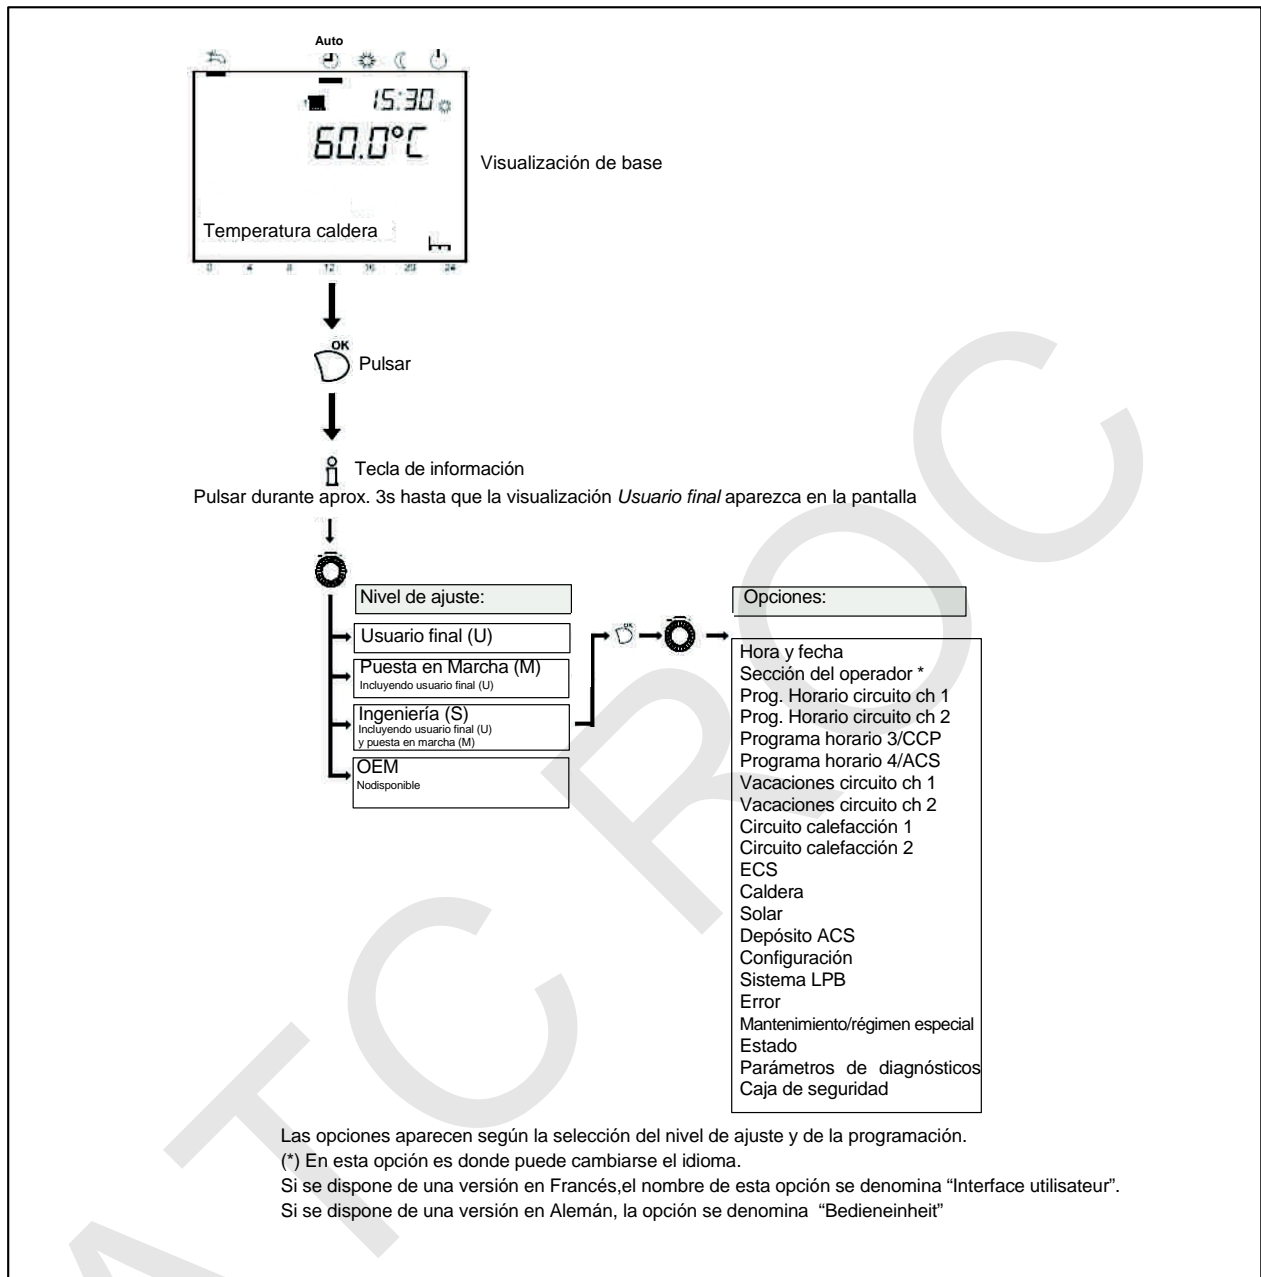 Auto
15:30
60.0°C
Visualización de base
Temperatura caldera
0 4 8 12 16 20 24
OK
Pulsar
Tecla de información
Pulsar durante aprox. 3s hasta que la visualización Usuario final aparezca en la pantalla
Nivel de ajuste:
Usuario final (U)
Puesta en Marcha (M)
Incluyendo usuario final (U)
Ingeniería (S)
Incluyendo usuario final (U)
y puesta en marcha (M)
OEM
Nodisponible
OK
Opciones:
Hora y fecha
Sección del operador *
Prog. Horario circuito ch 1
Prog. Horario circuito ch 2
Programa horario 3/CCP
Programa horario 4/ACS
Vacaciones circuito ch 1
Vacaciones circuito ch 2
Circuito calefacción 1
Circuito calefacción 2
ECS
Caldera
Solar
Depósito ACS
Configuración
Sistema LPB
Error
Mantenimiento/régimen especial
Estado
Parámetros de diagnósticos
Caja de seguridad
Las opciones aparecen según la selección del nivel de ajuste y de la programación.
(*) En esta opción es donde puede cambiarse el idioma.
Si se dispone de una versión en Francés,el nombre de esta opción se denomina “Interface utilisateur”.
Si se dispone de una versión en Alemán, la opción se denomina “Bedieneinheit”
ATC ROC